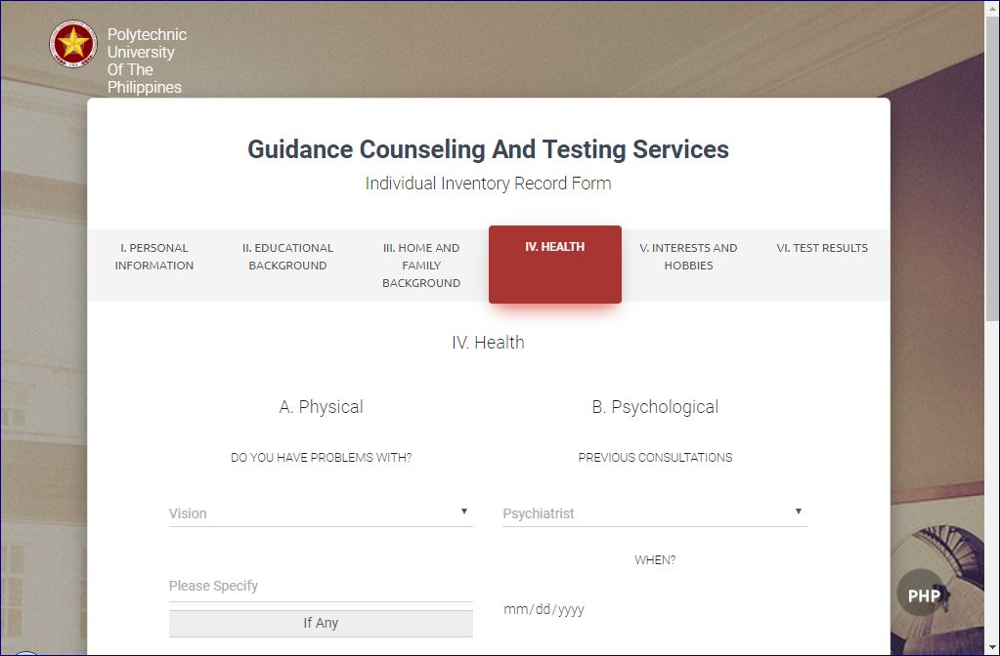 Polytechnic
University
Of The
Philippines
Guidance Counseling And Testing Services
Individual Inventory Record Form
I. PERSONAL
INFORMATION
II. EDUCATIONAL
BACKGROUND
III. HOME AND
FAMILY
BACKGROUND
IV. HEALTH
V. INTERESTS AND
HOBBIES
VI. TEST RESULTS
IV. Health
A. Physical
B. Psychological
DO YOU HAVE PROBLEMS WITH?
PREVIOUS CONSULTATIONS
Vision
Psychiatrist
WHEN?
Please Specify
mm/dd/yyyy
If Any
PHP